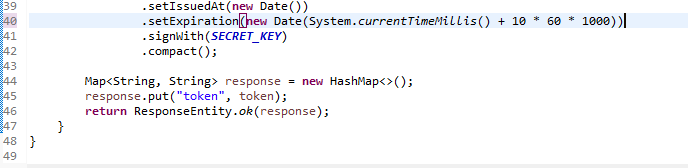 39 .setIssuedAt(new Date())
40 .setExpiration(new Date(System.currentTimeMillis() + 10 * 60 * 1000))
41 .signWith(SECRET_KEY)
42 .compact();
43
44 Map<String, String> response = new HashMap<>();
45 response.put("token", token);
46 return ResponseEntity.ok(response);
47 }
48 }
49